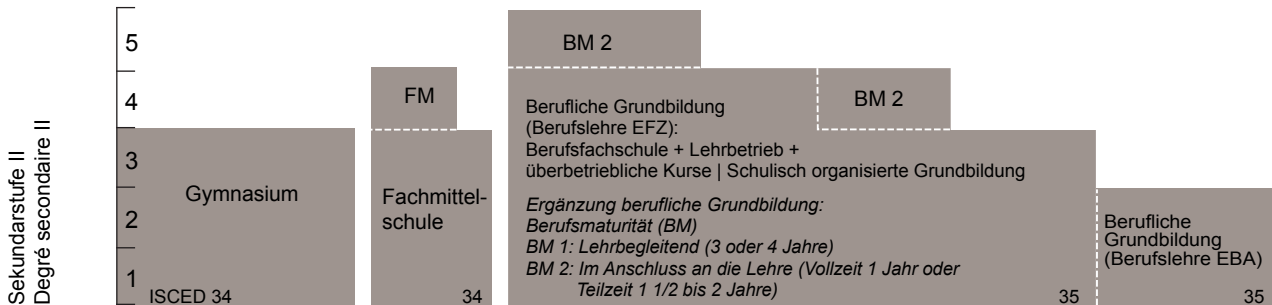 Sekundarstufe II
Degré secondaire II
5
4
3
2
1
Gymnasium
ISCED 34
FM
Fachmittel-
schule
34
BM 2
BM 2
Berufliche Grundbildung
(Berufslehre EFZ):
Berufsfachschule + Lehrbetrieb +
überbetriebliche Kurse | Schulisch organisierte Grundbildung
Ergänzung berufliche Grundbildung:
Berufsmaturität (BM)
BM 1: Lehrbegleitend (3 oder 4 Jahre)
BM 2: Im Anschluss an die Lehre (Vollzeit 1 Jahr oder
Teilzeit 1 1/2 bis 2 Jahre)
35
Berufliche
Grundbildung
(Berufslehre EBA)
35